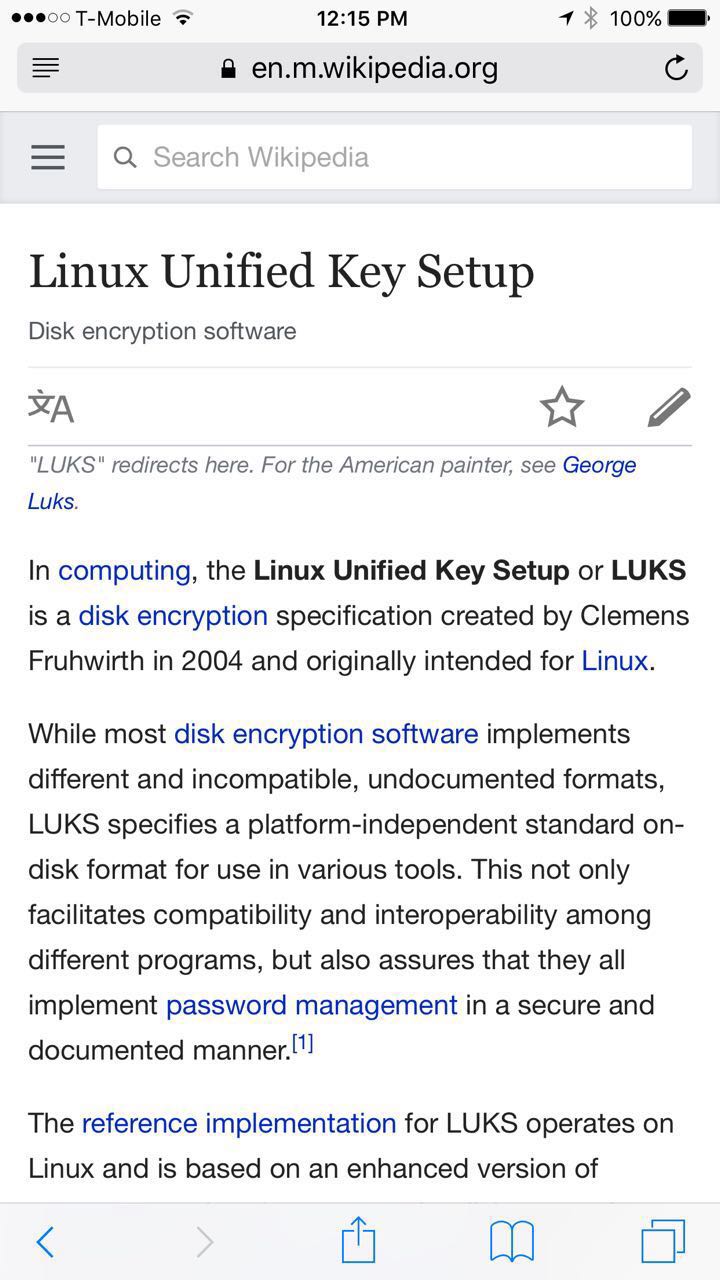 T-Mobile 12:15 PM 100%
en.m.wikipedia.org
Search Wikipedia
Linux Unified Key Setup
Disk encryption software
文A
"LUKS" redirects here. For the American painter, see George
Luks.
In computing, the Linux Unified Key Setup or LUKS
is a disk encryption specification created by Clemens
Fruhwirth in 2004 and originally intended for Linux.
While most disk encryption software implements
different and incompatible, undocumented formats,
LUKS specifies a platform-independent standard on-
disk format for use in various tools. This not only
facilitates compatibility and interoperability among
different programs, but also assures that they all
implement password management in a secure and
documented manner.[1]
The reference implementation for LUKS operates on
Linux and is based on an enhanced version of